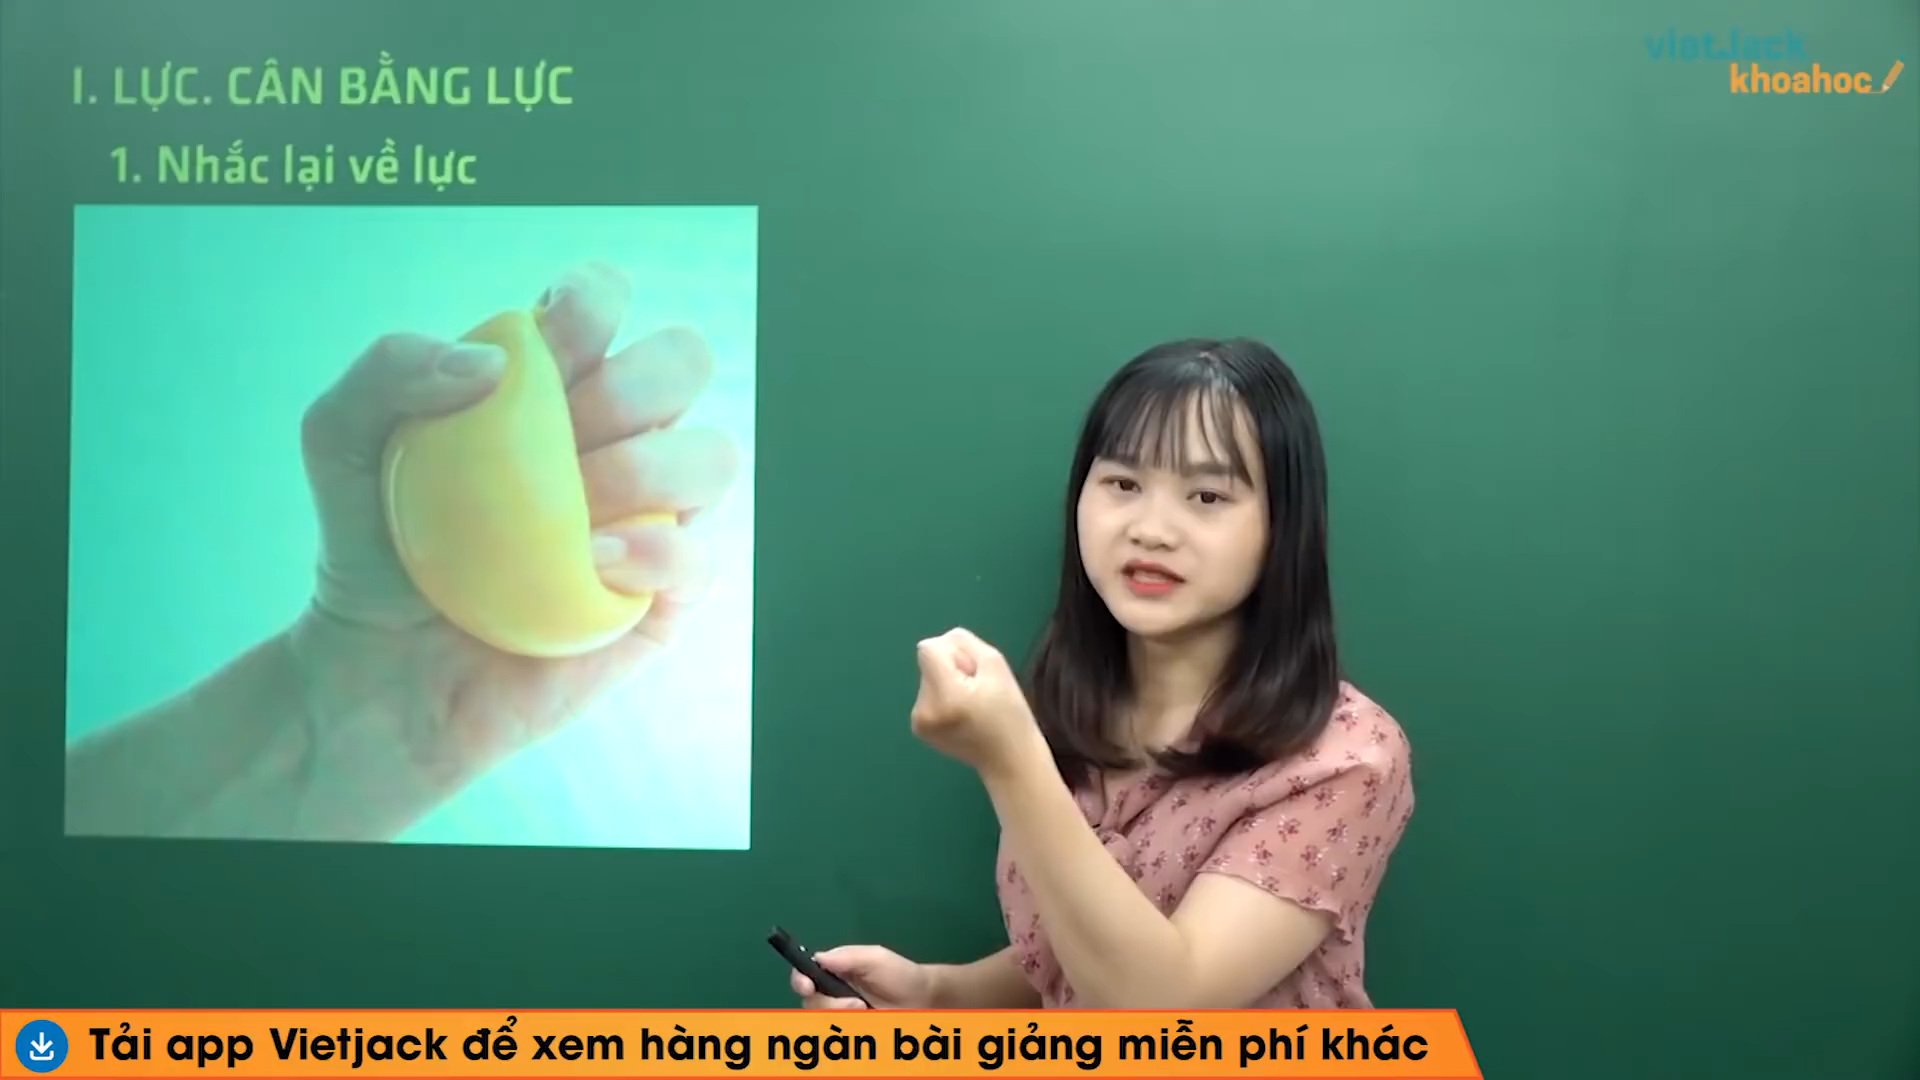 I. LỰC. CÂN BẰNG LỰC
1. Nhắc lại về lực
vietJack
khoahoc
Tải app Vietjack để xem hàng ngàn bài giảng miễn phí khác